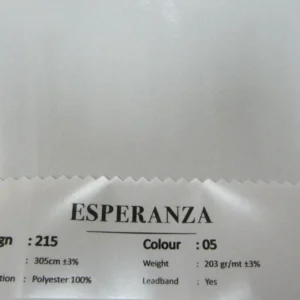 ESPERANZA
gn : 215 Colour : 05
: 305cm ±3% Weight : 203 gr/mt ±3%
tion : Polyester 100% Leadband : Yes